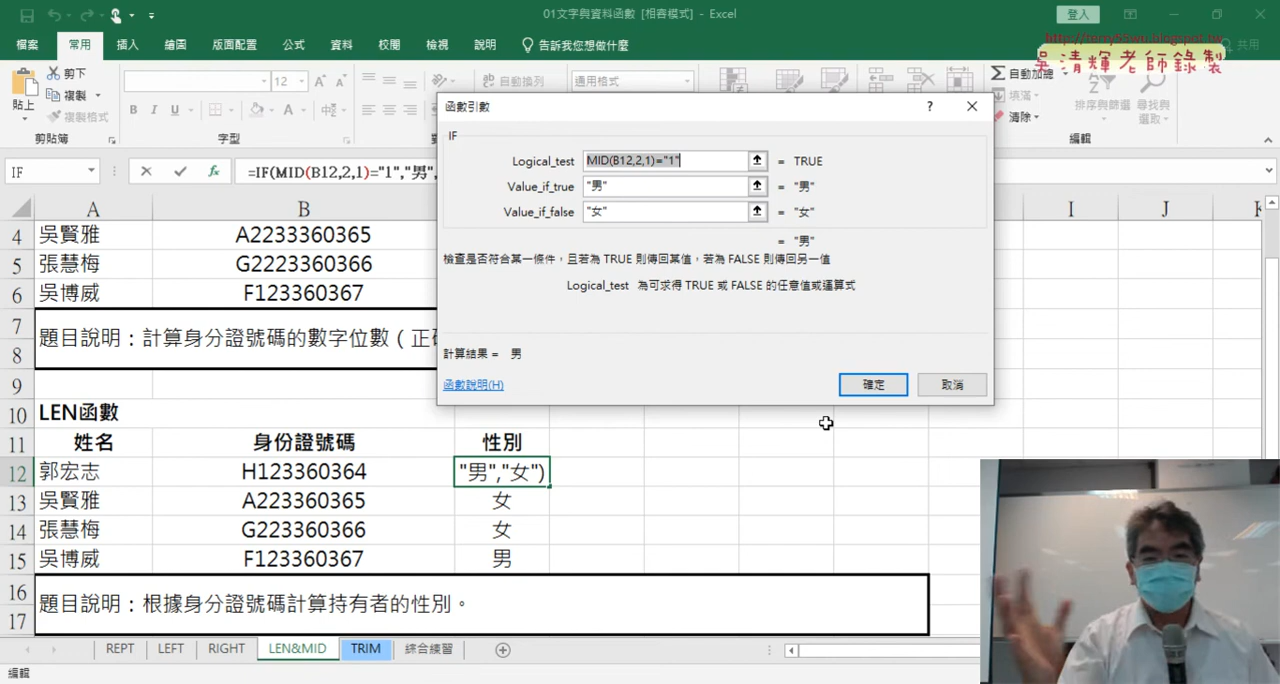 01文字與資料函數 [相容模式] - Excel
登入
檔案 常用 插入 繪圖 版面配置 公式 資料 校閱 檢視 說明 告訴我您想做什麼 共用
http://terry55wu.blogspot.tw
吳清輝老師錄製
貼上 剪下 複製 複製格式
剪貼簿
12
字型
自動換列
通用格式
自動加總
填滿
清除
排序與篩選
尋找與選取
編輯
IF
=IF(MID(B12,2,1)="1","男",
函數引數
IF
Logical_test MID(B12,2,1)="1" = TRUE
Value_if_true "男" = "男"
Value_if_false "女" = "女"
= "男"
檢查是否符合某一條件，且若為 TRUE 則傳回某值，若為 FALSE 則傳回另一值
Logical_test 為可求得 TRUE 或 FALSE 的任意值或運算式
計算結果 = 男
函數說明(H)
確定 取消
A B I J K
4 吳賢雅 A2233360365
5 張慧梅 G2223360366
6 吳博威 F123360367
7
8
題目說明：計算身分證號碼的數字位數（正
9
10 LEN函數
11 姓名 身份證號碼 性別
12 郭宏志 H123360364 "男","女")
13 吳賢雅 A223360365 女
14 張慧梅 G223360366 女
15 吳博威 F123360367 男
16
17
題目說明：根據身分證號碼計算持有者的性別。
REPT LEFT RIGHT LEN&MID TRIM 綜合練習
編輯